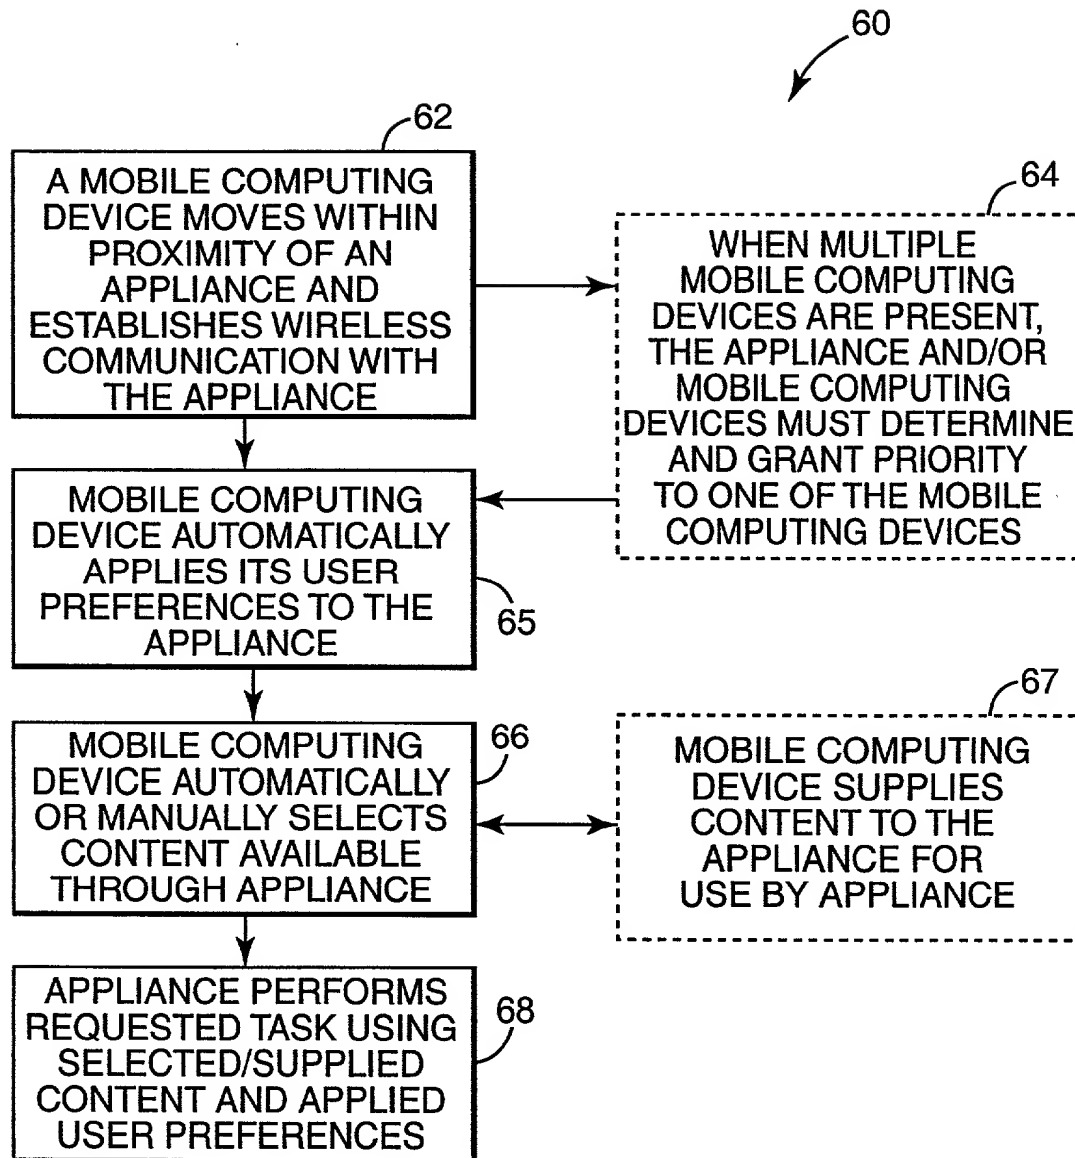 60
62
A MOBILE COMPUTING
DEVICE MOVES WITHIN
PROXIMITY OF AN
APPLIANCE AND
ESTABLISHES WIRELESS
COMMUNICATION WITH
THE APPLIANCE
64
WHEN MULTIPLE
MOBILE COMPUTING
DEVICES ARE PRESENT,
THE APPLIANCE AND/OR
MOBILE COMPUTING
DEVICES MUST DETERMINE
AND GRANT PRIORITY
TO ONE OF THE MOBILE
COMPUTING DEVICES
MOBILE COMPUTING
DEVICE AUTOMATICALLY
APPLIES ITS USER
PREFERENCES TO THE
APPLIANCE
65
MOBILE COMPUTING
DEVICE AUTOMATICALLY
OR MANUALLY SELECTS
CONTENT AVAILABLE
THROUGH APPLIANCE
66
67
MOBILE COMPUTING
DEVICE SUPPLIES
CONTENT TO THE
APPLIANCE FOR
USE BY APPLIANCE
APPLIANCE PERFORMS
REQUESTED TASK USING
SELECTED/SUPPLIED
CONTENT AND APPLIED
USER PREFERENCES
68